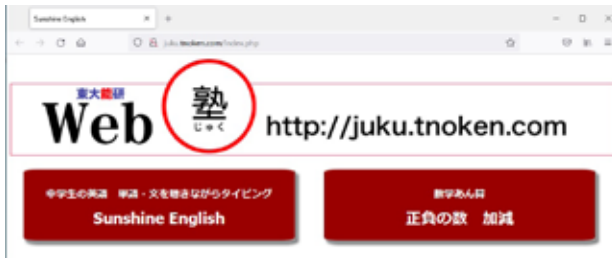 Sunshine English
juku.tnoken.com/index.php
東大能研
Web 塾
じゅく
http://juku.tnoken.com
中学生の英語 単語・文を聴きながらタイピング
Sunshine English
数学あん算
正負の数 加減